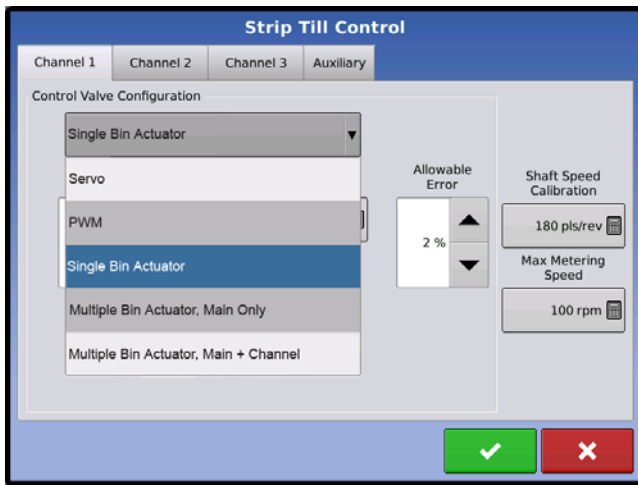 Strip Till Control
Channel 1
Channel 2
Channel 3
Auxiliary
Control Valve Configuration
Single Bin Actuator
Servo
PWM
Single Bin Actuator
Multiple Bin Actuator, Main Only
Multiple Bin Actuator, Main + Channel
Allowable
Error
2 %
Shaft Speed
Calibration
180 pls/rev
Max Metering
Speed
100 rpm